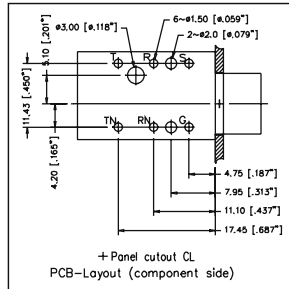 ø3.00 [ø.118"]
6-ø1.50 [ø.059"]
2-ø2.0 [ø.079"]
5.10 [.201"]
T R S
11.43 [.450"]
TN RN G
4.20 [.165"]
4.75 [.187"]
7.95 [.313"]
11.10 [.437"]
17.45 [.687"]
+ Panel cutout CL
PCB-Layout (component side)